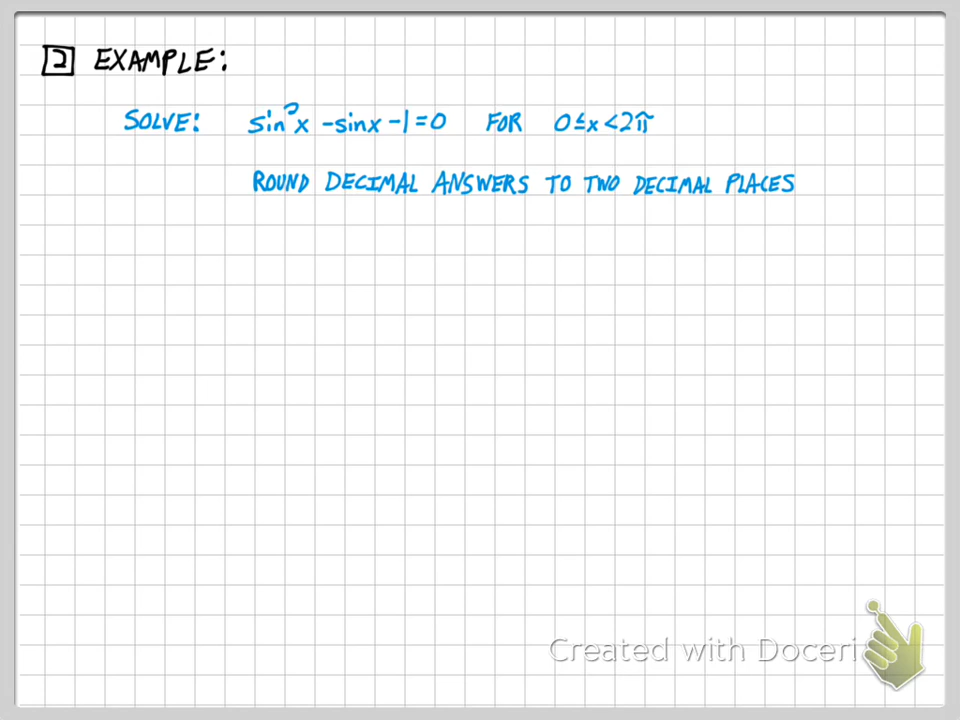 2 EXAMPLE:
SOLVE: sin²x - sinx - 1 = 0 FOR 0 ≤ x < 2π
ROUND DECIMAL ANSWERS TO TWO DECIMAL PLACES
Created with Doceri